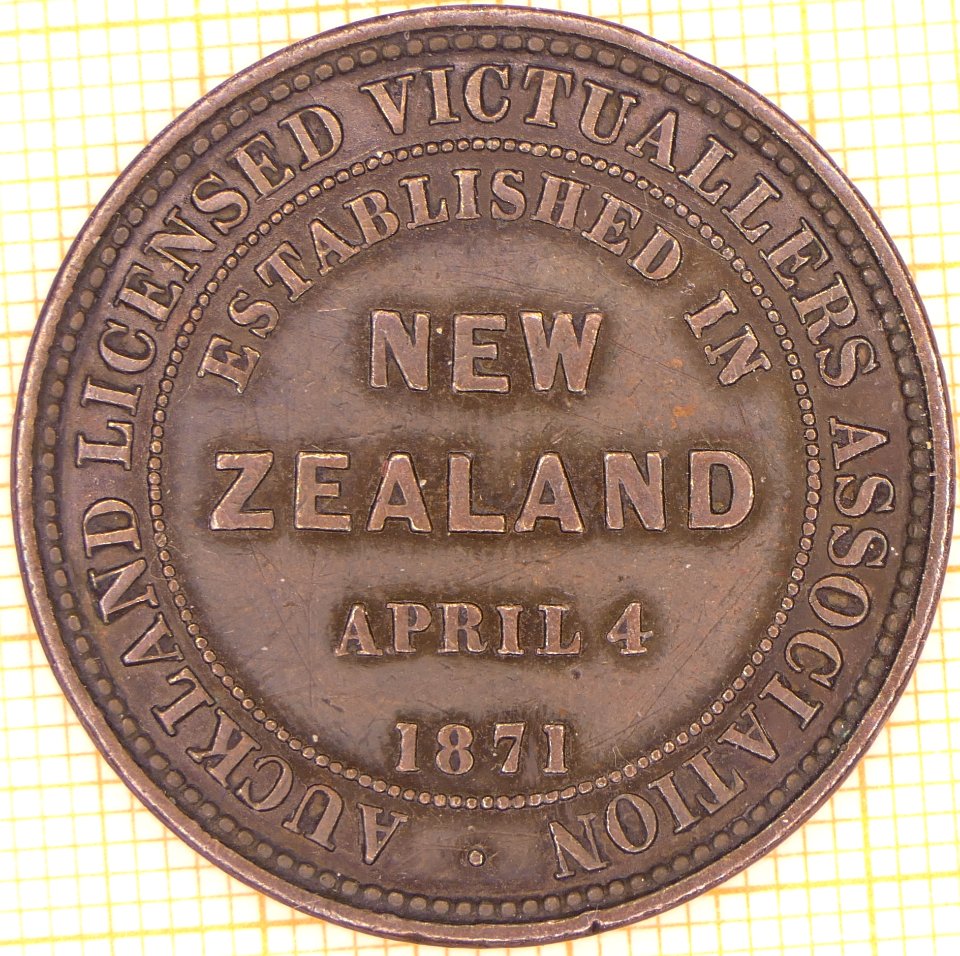 AUCKLAND LICENSED VICTUALLERS ASSOCIATION
ESTABLISHED IN
NEW
ZEALAND
APRIL 4
1871